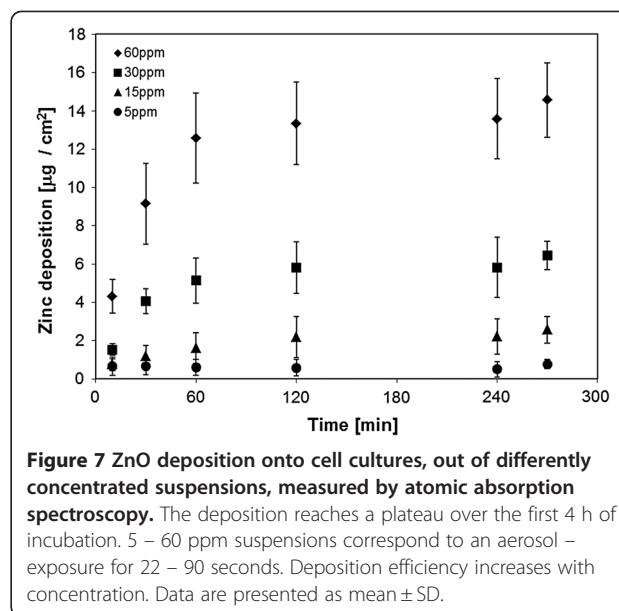 18
16
14
12
10
8
6
4
2
0
Zinc deposition [µg / cm²]
60ppm
30ppm
15ppm
5ppm
0
60
120
180
240
300
Time [min]
Figure 7 ZnO deposition onto cell cultures, out of differently
concentrated suspensions, measured by atomic absorption
spectroscopy. The deposition reaches a plateau over the first 4 h of
incubation. 5 – 60 ppm suspensions correspond to an aerosol –
exposure for 22 – 90 seconds. Deposition efficiency increases with
concentration. Data are presented as mean ± SD.